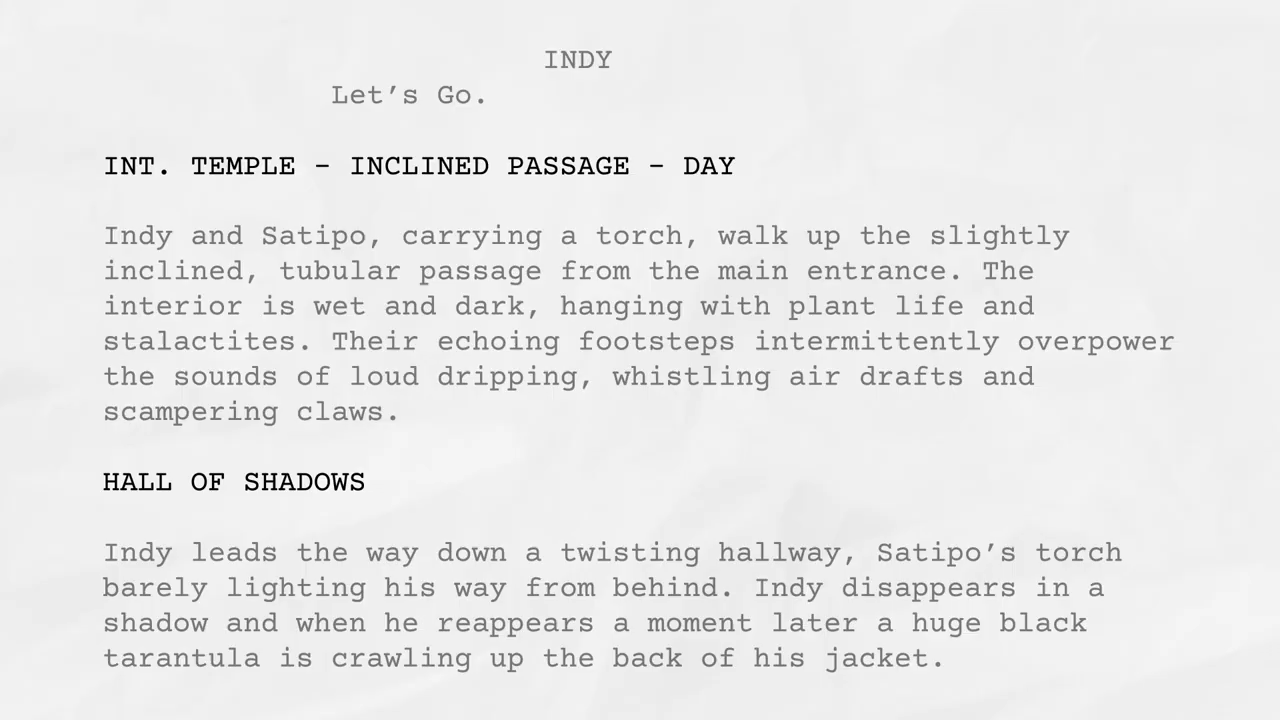 INDY
Let’s Go.
INT. TEMPLE – INCLINED PASSAGE – DAY
Indy and Satipo, carrying a torch, walk up the slightly
inclined, tubular passage from the main entrance. The
interior is wet and dark, hanging with plant life and
stalactites. Their echoing footsteps intermittently overpower
the sounds of loud dripping, whistling air drafts and
scampering claws.
HALL OF SHADOWS
Indy leads the way down a twisting hallway, Satipo’s torch
barely lighting his way from behind. Indy disappears in a
shadow and when he reappears a moment later a huge black
tarantula is crawling up the back of his jacket.